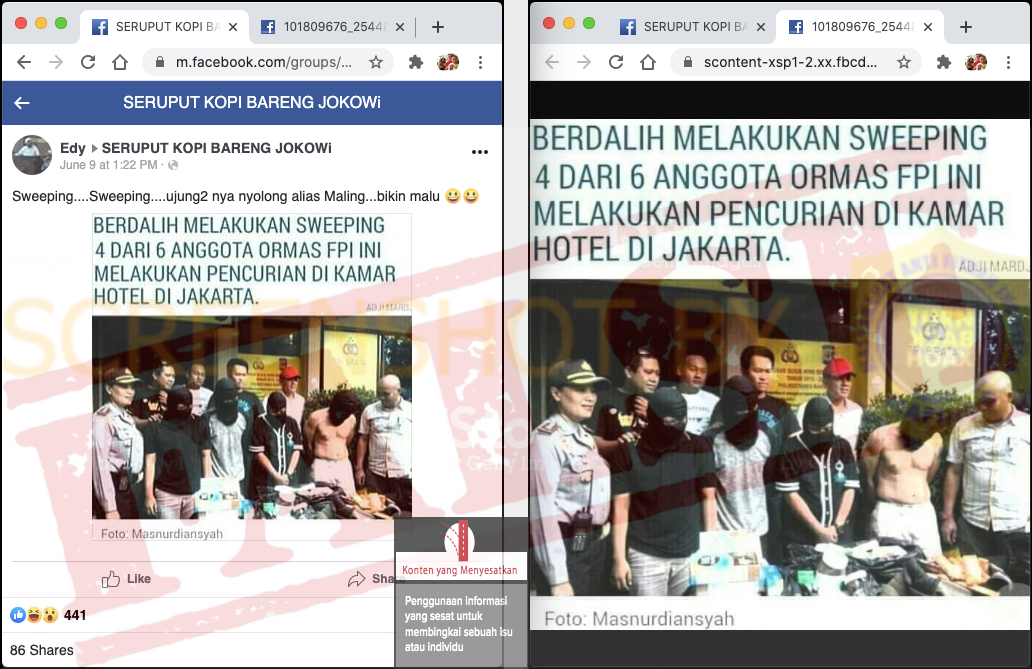 SERUPUT KOPI BA
101809676_2544
m.facebook.com/groups/...
SERUPUT KOPI BARENG JOKOWi
Edy ▸ SERUPUT KOPI BARENG JOKOWi
June 9 at 1:22 PM ·
Sweeping....Sweeping....ujung2 nya nyolong alias Maling...bikin malu 😀😀
BERDALIH MELAKUKAN SWEEPING
4 DARI 6 ANGGOTA ORMAS FPI INI
MELAKUKAN PENCURIAN DI KAMAR
HOTEL DI JAKARTA.
ADJI MARDJ
Foto: Masnurdiansyah
Like
Sha
441
86 Shares
Konten yang Menyesatkan
Penggunaan informasi
yang sesat untuk
membingkai sebuah isu
atau individu
SERUPUT KOPI BA
101809676_2544
scontent-xsp1-2.xx.fbcd...
BERDALIH MELAKUKAN SWEEPING
4 DARI 6 ANGGOTA ORMAS FPI INI
MELAKUKAN PENCURIAN DI KAMAR
HOTEL DI JAKARTA.
ADJI MARDJ
Foto: Masnurdiansyah
SCREENSHOT BY
FALSE